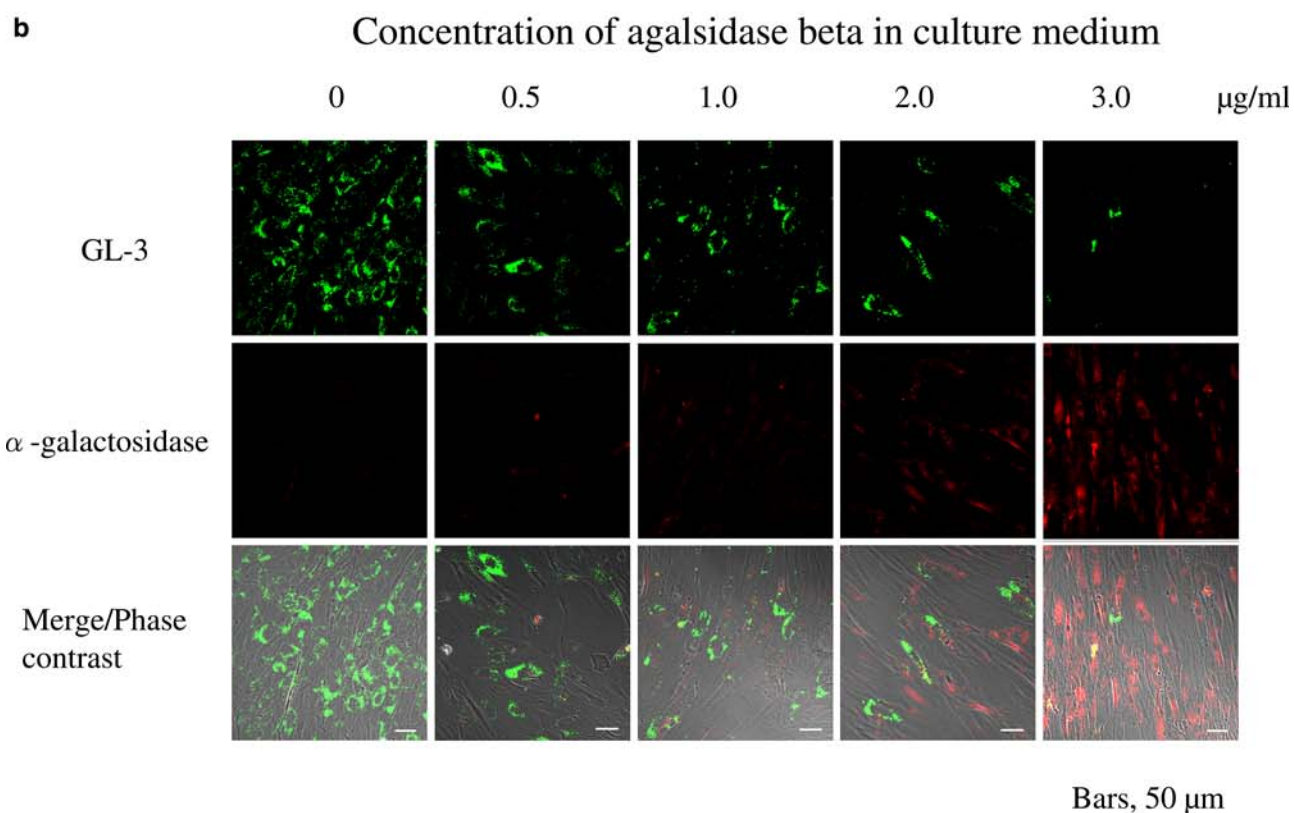 b
Concentration of agalsidase beta in culture medium
0 0.5 1.0 2.0 3.0 µg/ml
GL-3
α -galactosidase
Merge/Phase
contrast
Bars, 50 µm